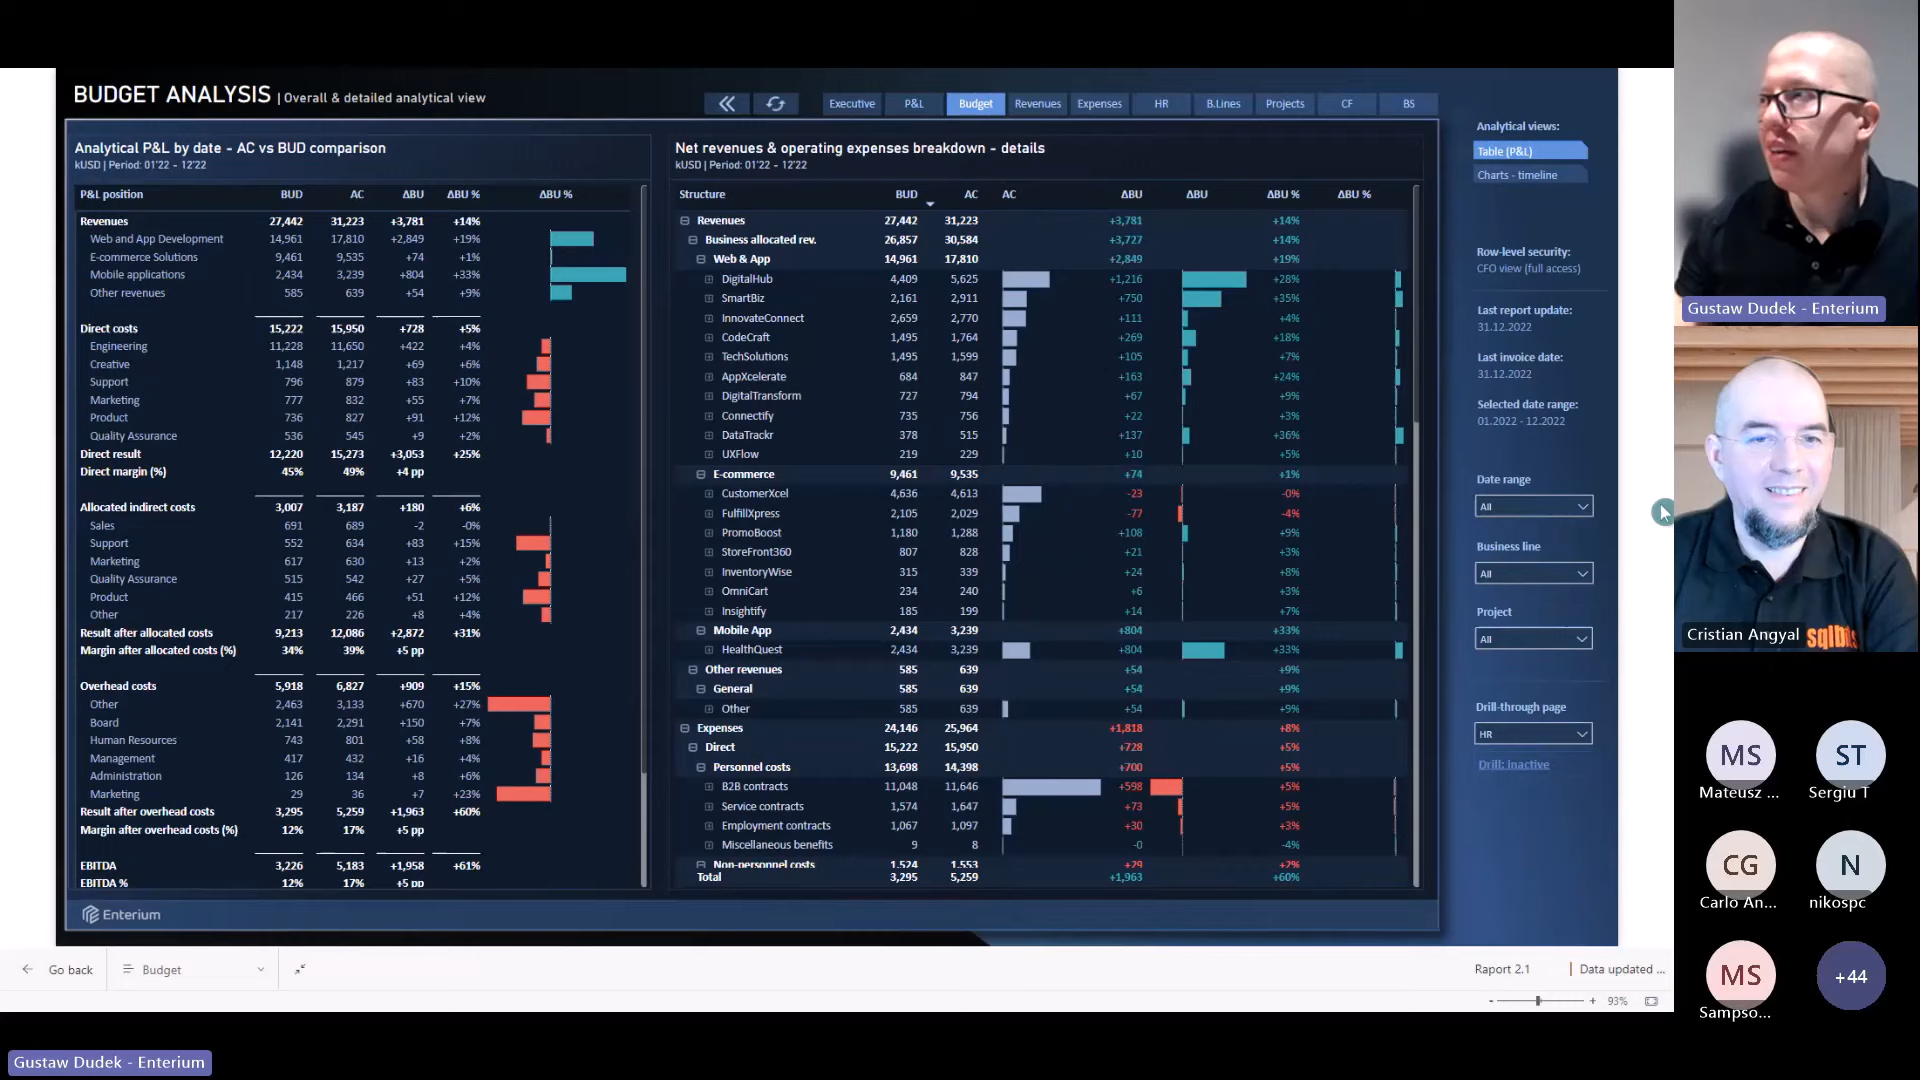 BUDGET ANALYSIS | Overall & detailed analytical view
Executive P&L Budget Revenues Expenses HR B.Lines Projects CF BS
Analytical P&L by date - AC vs BUD comparison
kUSD | Period: 01'22 - 12'22
P&L position BUD AC ΔBU ΔBU % ΔBU %
Revenues 27,442 31,223 +3,781 +14%
Web and App Development 14,961 17,810 +2,849 +19%
E-commerce Solutions 9,461 9,535 +74 +1%
Mobile applications 2,434 3,239 +804 +33%
Other revenues 585 639 +54 +9%
Direct costs 15,222 15,950 +728 +5%
Engineering 11,228 11,650 +422 +4%
Creative 1,148 1,217 +69 +6%
Support 796 879 +83 +10%
Marketing 777 832 +55 +7%
Product 736 827 +91 +12%
Quality Assurance 536 545 +9 +2%
Direct result 12,220 15,273 +3,053 +25%
Direct margin (%) 45% 49% +4 pp
Allocated indirect costs 3,007 3,187 +180 +6%
Sales 691 689 -2 -0%
Support 552 634 +83 +15%
Marketing 617 630 +13 +2%
Quality Assurance 515 542 +27 +5%
Product 415 466 +51 +12%
Other 217 226 +8 +4%
Result after allocated costs 9,213 12,086 +2,872 +31%
Margin after allocated costs (%) 34% 39% +5 pp
Overhead costs 5,918 6,827 +909 +15%
Other 2,463 3,133 +670 +27%
Board 2,141 2,291 +150 +7%
Human Resources 743 801 +58 +8%
Management 417 432 +16 +4%
Administration 126 134 +8 +6%
Marketing 29 36 +7 +23%
Result after overhead costs 3,295 5,259 +1,963 +60%
Margin after overhead costs (%) 12% 17% +5 pp
EBITDA 3,226 5,183 +1,958 +61%
EBITDA % 12% 17% +5 pp
Enterium
Net revenues & operating expenses breakdown - details
kUSD | Period: 01'22 - 12'22
Structure BUD AC AC ΔBU ΔBU ΔBU % ΔBU %
Revenues 27,442 31,223 +3,781 +14%
Business allocated rev. 26,857 30,584 +3,727 +14%
Web & App 14,961 17,810 +2,849 +19%
DigitalHub 4,409 5,625 +1,216 +28%
SmartBiz 2,161 2,911 +750 +35%
InnovateConnect 2,659 2,770 +111 +4%
CodeCraft 1,495 1,764 +269 +18%
TechSolutions 1,495 1,599 +105 +7%
AppXcelerate 684 847 +163 +24%
DigitalTransform 727 794 +67 +9%
Connectify 735 756 +22 +3%
DataTrackr 378 515 +137 +36%
UXFlow 219 229 +10 +5%
E-commerce 9,461 9,535 +74 +1%
CustomerXcel 4,636 4,613 -23 -0%
FulfillXpress 2,105 2,029 -77 -4%
PromoBoost 1,180 1,288 +108 +9%
StoreFront360 807 828 +21 +3%
InventoryWise 315 339 +24 +8%
OmniCart 234 240 +6 +3%
Insightify 185 199 +14 +7%
Mobile App 2,434 3,239 +804 +33%
HealthQuest 2,434 3,239 +804 +33%
Other revenues 585 639 +54 +9%
General 585 639 +54 +9%
Other 585 639 +54 +9%
Expenses 24,146 25,964 +1,818 +8%
Direct 15,222 15,950 +728 +5%
Personnel costs 13,698 14,398 +700 +5%
B2B contracts 11,048 11,646 +598 +5%
Service contracts 1,574 1,647 +73 +5%
Employment contracts 1,067 1,097 +30 +3%
Miscellaneous benefits 9 8 -0 -4%
Non-personnel costs 1,524 1,553 +29 +2%
Total 3,295 5,259 +1,963 +60%
Analytical views:
Table (P&L)
Charts - timeline
Row-level security:
CFO view (full access)
Last report update:
31.12.2022
Last invoice date:
31.12.2022
Selected date range:
01.2022 - 12.2022
Date range
All
Business line
All
Project
All
Drill-through page
HR
Drill: Inactive
Go back
Budget
Raport 2.1 | Data updated ...
- + 93%
Gustaw Dudek - Enterium
Gustaw Dudek - Enterium
sqlbits
Cristian Angyal
MS ST
Mateusz ... Sergiu T
CG N
Carlo An... nikospc
MS +44
Sampso...